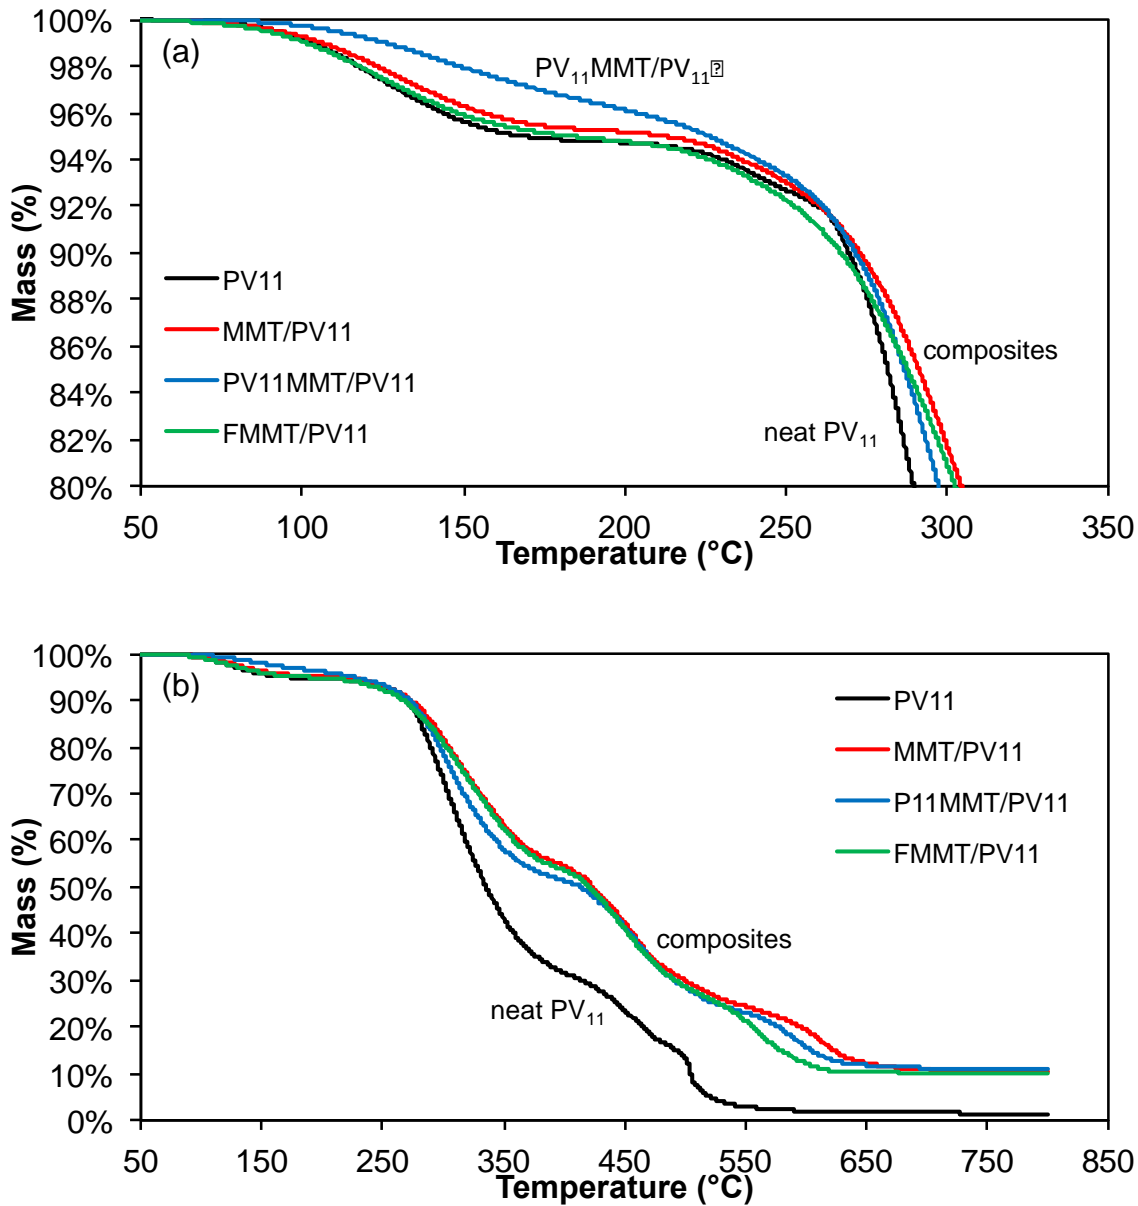 100%
98%
96%
94%
92%
90%
88%
86%
84%
82%
80%
Mass (%)
(a)
PV₁₁MMT/PV₁₁⍰
PV11
MMT/PV11
PV11MMT/PV11
FMMT/PV11
composites
neat PV₁₁
50 100 150 200 250 300 350
Temperature (°C)
100%
90%
80%
70%
60%
50%
40%
30%
20%
10%
0%
Mass (%)
(b)
PV11
MMT/PV11
P11MMT/PV11
FMMT/PV11
composites
neat PV₁₁
50 150 250 350 450 550 650 750 850
Temperature (°C)